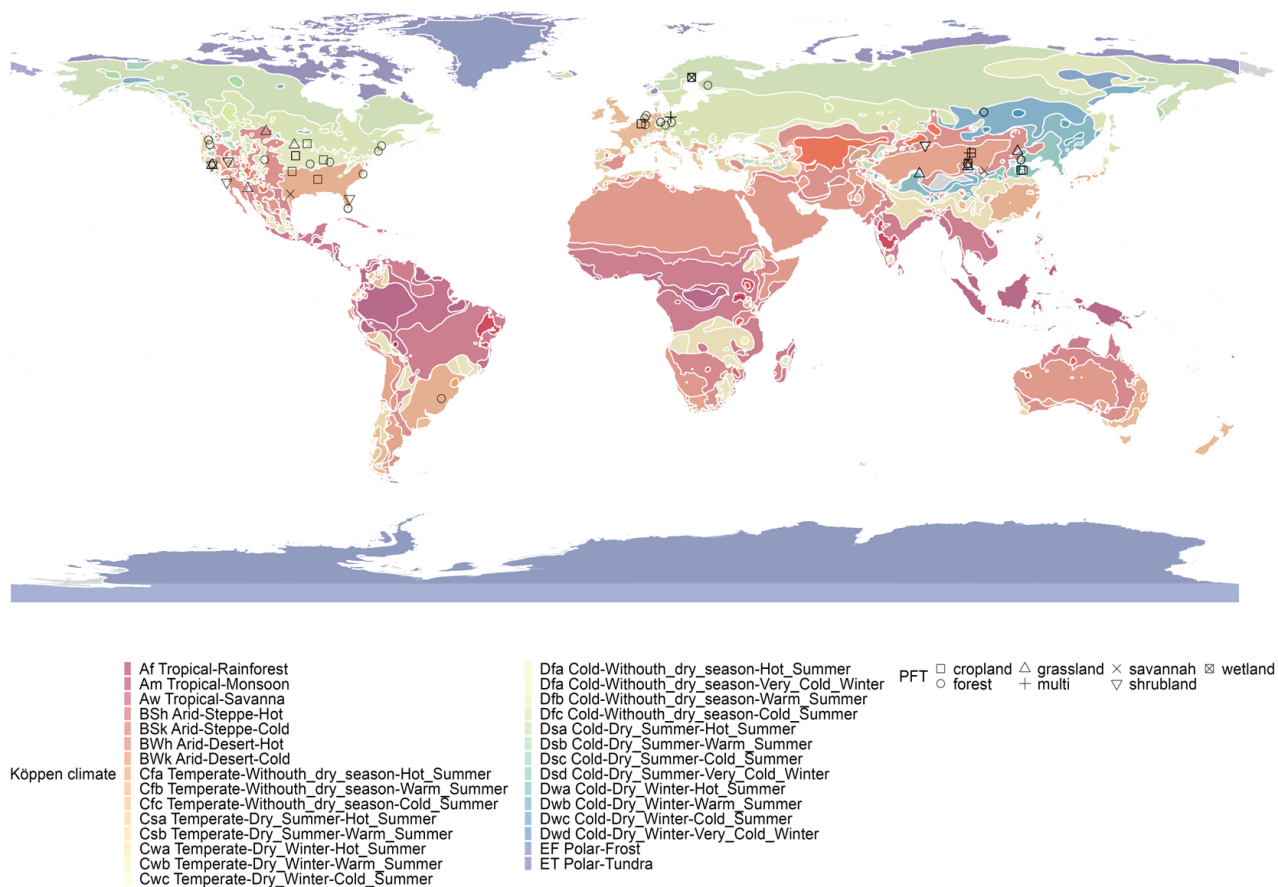 Köppen climate
Af Tropical-Rainforest
Am Tropical-Monsoon
Aw Tropical-Savanna
BSh Arid-Steppe-Hot
BSk Arid-Steppe-Cold
BWh Arid-Desert-Hot
BWk Arid-Desert-Cold
Cfa Temperate-Withouth_dry_season-Hot_Summer
Cfb Temperate-Withouth_dry_season-Warm_Summer
Cfc Temperate-Withouth_dry_season-Cold_Summer
Csa Temperate-Dry_Summer-Hot_Summer
Csb Temperate-Dry_Summer-Warm_Summer
Cwa Temperate-Dry_Winter-Hot_Summer
Cwb Temperate-Dry_Winter-Warm_Summer
Cwc Temperate-Dry_Winter-Cold_Summer
Dfa Cold-Withouth_dry_season-Hot_Summer
Dfa Cold-Withouth_dry_season-Very_Cold_Winter
Dfb Cold-Withouth_dry_season-Warm_Summer
Dfc Cold-Withouth_dry_season-Cold_Summer
Dsa Cold-Dry_Summer-Hot_Summer
Dsb Cold-Dry_Summer-Warm_Summer
Dsc Cold-Dry_Summer-Cold_Summer
Dsd Cold-Dry_Summer-Very_Cold_Winter
Dwa Cold-Dry_Winter-Hot_Summer
Dwb Cold-Dry_Winter-Warm_Summer
Dwc Cold-Dry_Winter-Cold_Summer
Dwd Cold-Dry_Winter-Very_Cold_Winter
EF Polar-Frost
ET Polar-Tundra
PFT
cropland grassland savannah wetland
forest multi shrubland